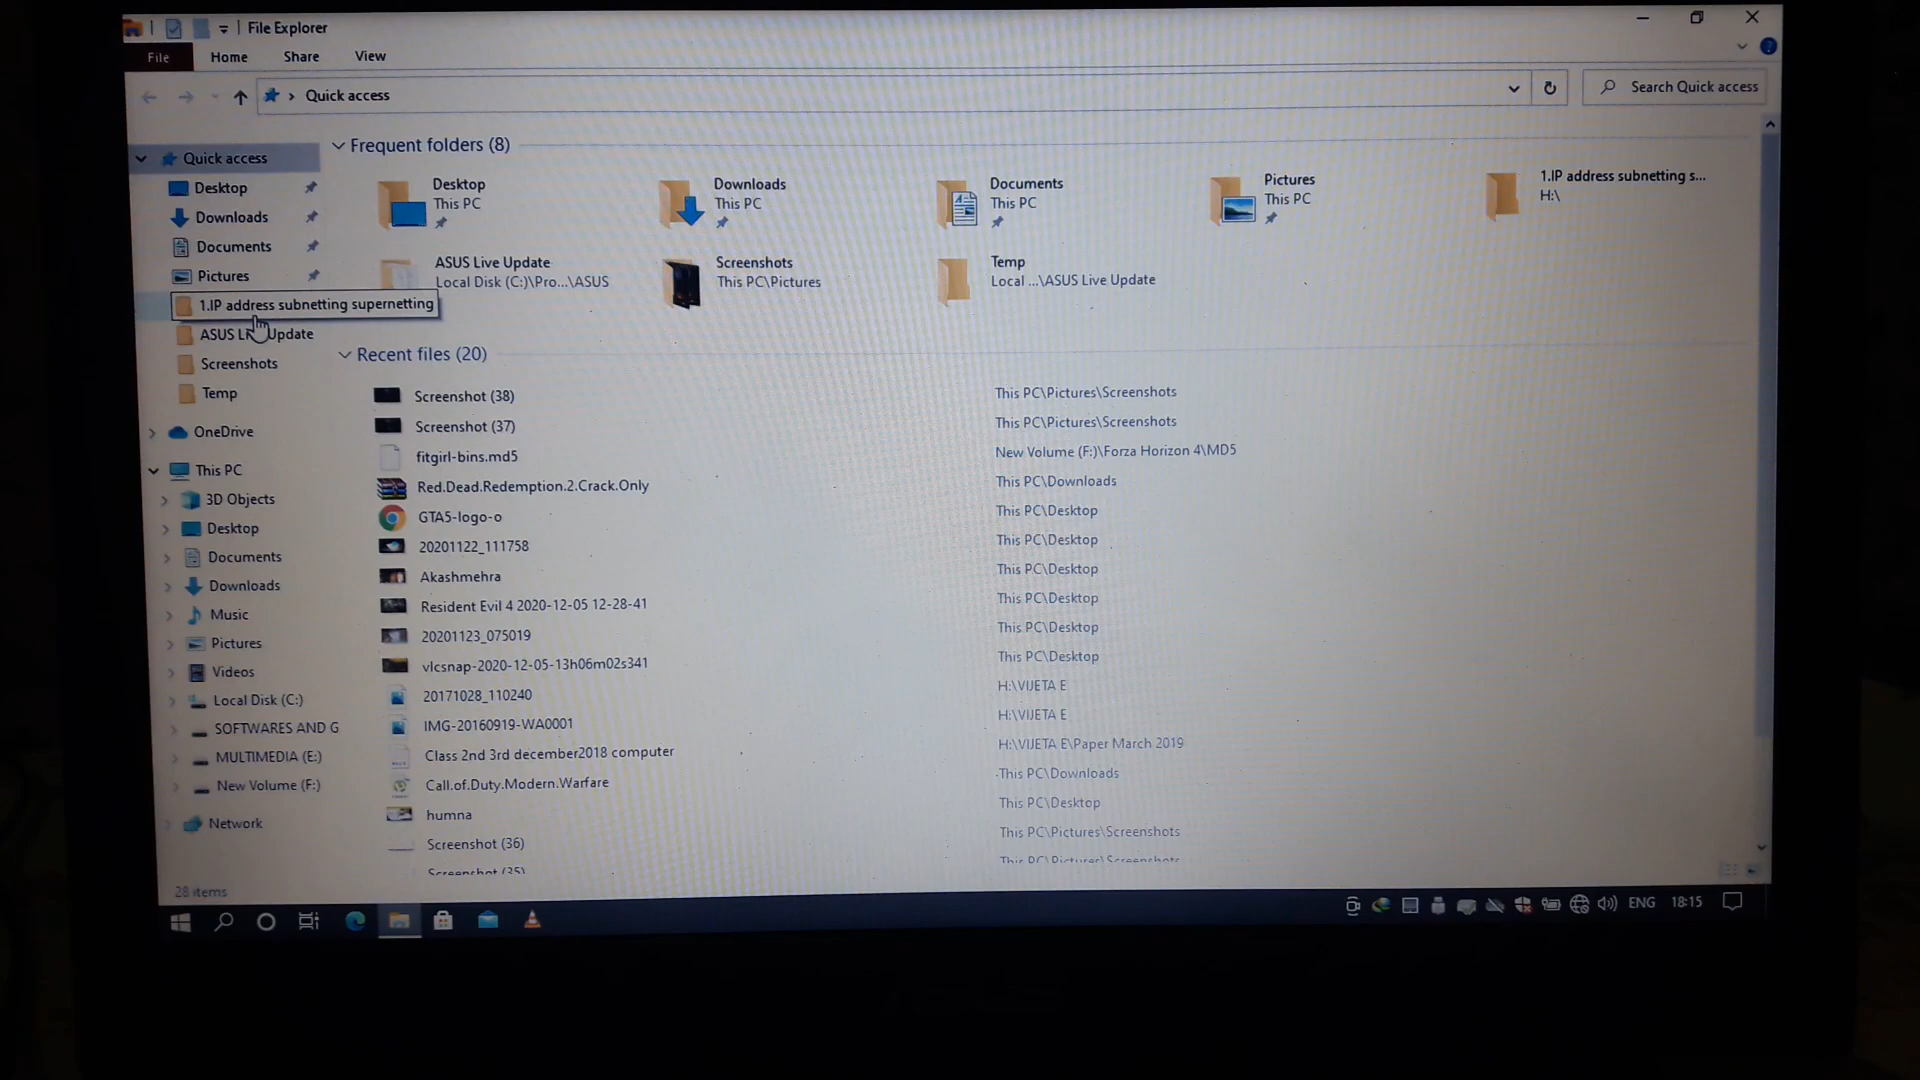 File Explorer
File Home Share View
Quick access
Search Quick access
Quick access
Desktop
Downloads
Documents
Pictures
1.IP address subnetting supernetting
ASUS Li Update
Screenshots
Temp
OneDrive
This PC
3D Objects
Desktop
Documents
Downloads
Music
Pictures
Videos
Local Disk (C:)
SOFTWARES AND G
MULTIMEDIA (E:)
New Volume (F:)
Network
Frequent folders (8)
Desktop
This PC
Downloads
This PC
Documents
This PC
Pictures
This PC
1.IP address subnetting s...
H:\
ASUS Live Update
Local Disk (C:)\Pro...\ASUS
Screenshots
This PC\Pictures
Temp
Local ...\ASUS Live Update
Recent files (20)
Screenshot (38) This PC\Pictures\Screenshots
Screenshot (37) This PC\Pictures\Screenshots
fitgirl-bins.md5 New Volume (F:)\Forza Horizon 4\MD5
Red.Dead.Redemption.2.Crack.Only This PC\Downloads
GTA5-logo-o This PC\Desktop
20201122_111758 This PC\Desktop
Akashmehra This PC\Desktop
Resident Evil 4 2020-12-05 12-28-41 This PC\Desktop
20201123_075019 This PC\Desktop
vlcsnap-2020-12-05-13h06m02s341 This PC\Desktop
20171028_110240 H:\VIJETA E
IMG-20160919-WA0001 H:\VIJETA E
Class 2nd 3rd december2018 computer H:\VIJETA E\Paper March 2019
Call.of.Duty.Modern.Warfare This PC\Downloads
humna This PC\Desktop
Screenshot (36) This PC\Pictures\Screenshots
Screenshot (35) This PC\Pictures\Screenshots
28 items
ENG 18:15